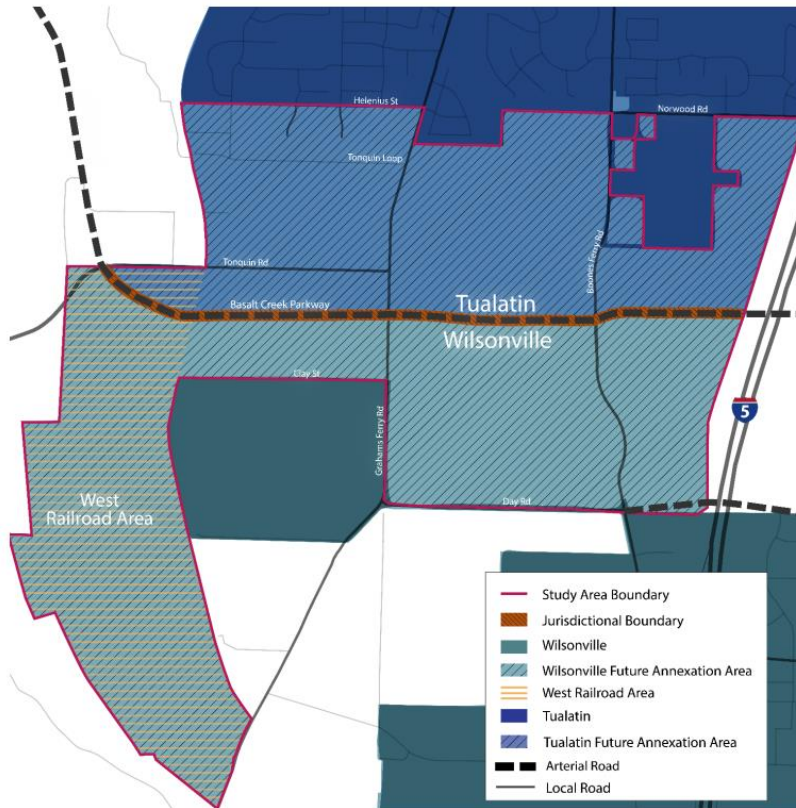 Helenius St
Norwood Rd
Tonquin Loop
Boones Ferry Rd
Tonquin Rd
Basalt Creek Parkway
Tualatin
Wilsonville
Clay St
Grahams Ferry Rd
5
West
Railroad Area
Day Rd
Study Area Boundary
Jurisdictional Boundary
Wilsonville
Wilsonville Future Annexation Area
West Railroad Area
Tualatin
Tualatin Future Annexation Area
Arterial Road
Local Road